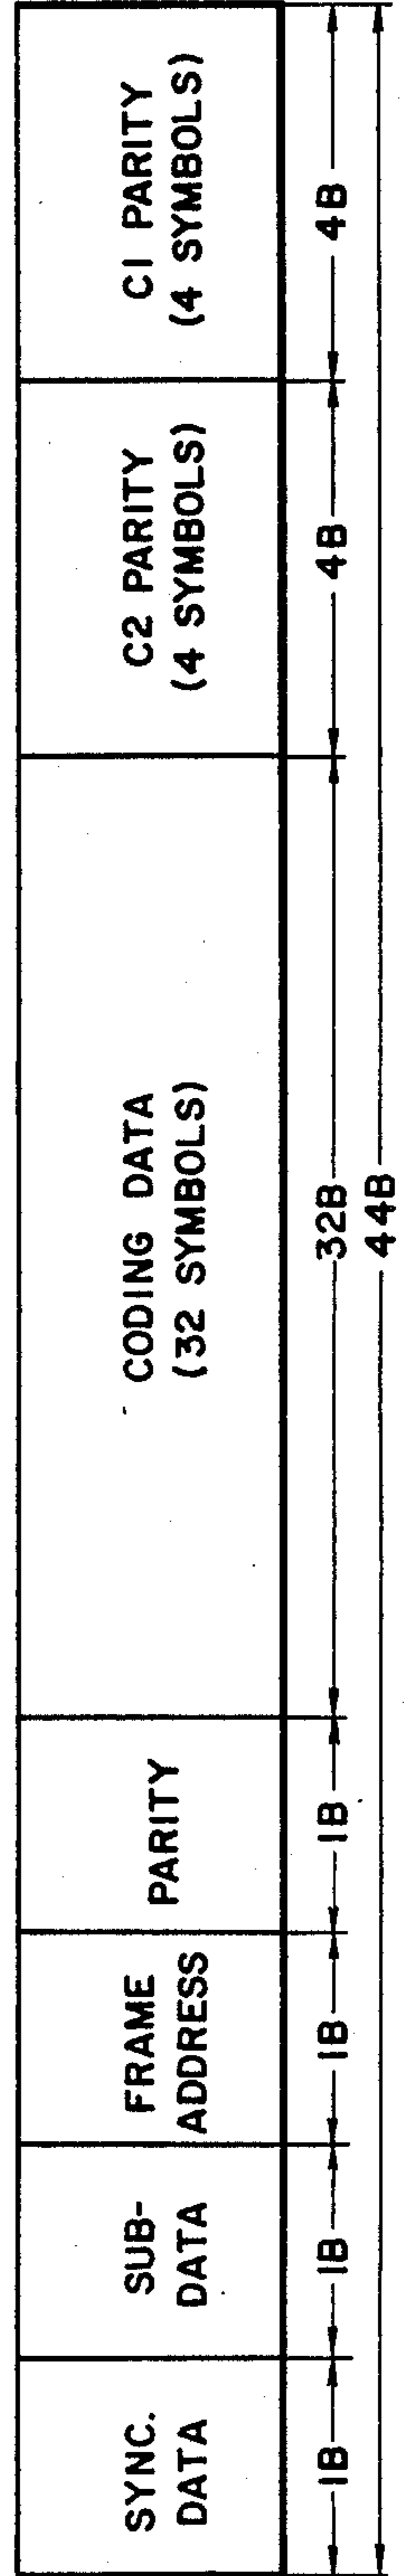 SYNC.
DATA
SUB-
DATA
FRAME
ADDRESS
PARITY
CODING DATA
(32 SYMBOLS)
C2 PARITY
(4 SYMBOLS)
C1 PARITY
(4 SYMBOLS)
1B
1B
1B
1B
32B
4B
4B
44B